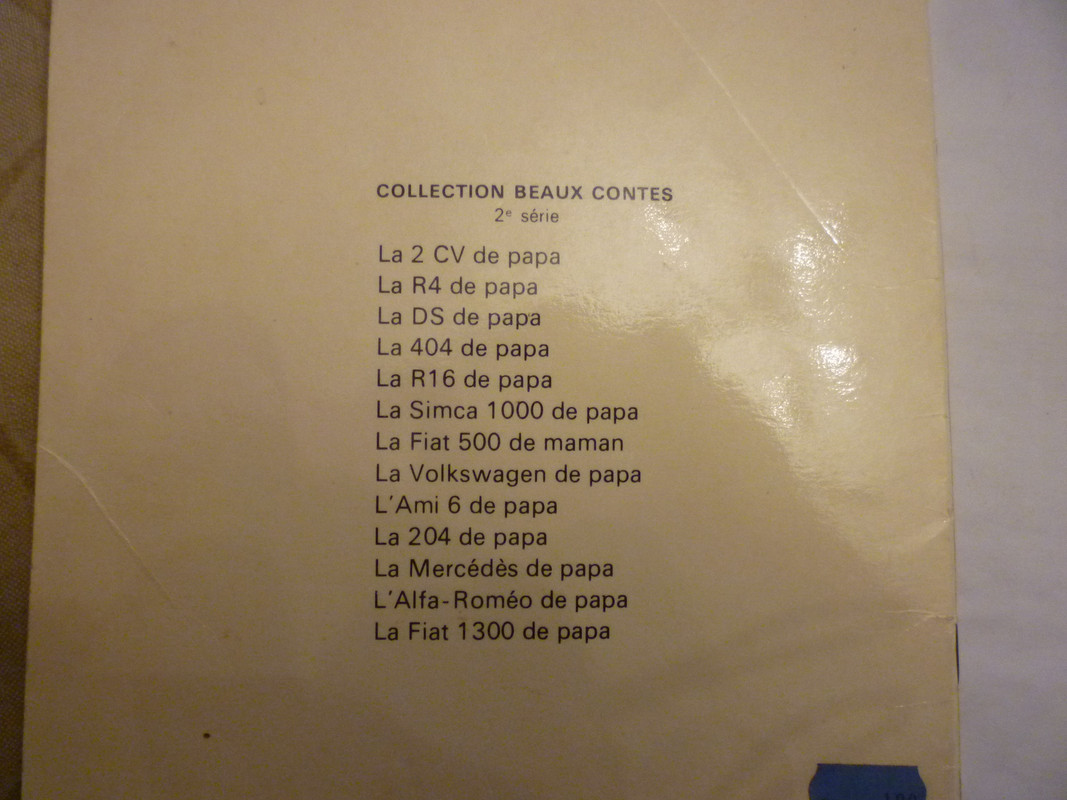 COLLECTION BEAUX CONTES
2e série
La 2 CV de papa
La R4 de papa
La DS de papa
La 404 de papa
La R16 de papa
La Simca 1000 de papa
La Fiat 500 de maman
La Volkswagen de papa
L'Ami 6 de papa
La 204 de papa
La Mercédès de papa
L'Alfa-Roméo de papa
La Fiat 1300 de papa